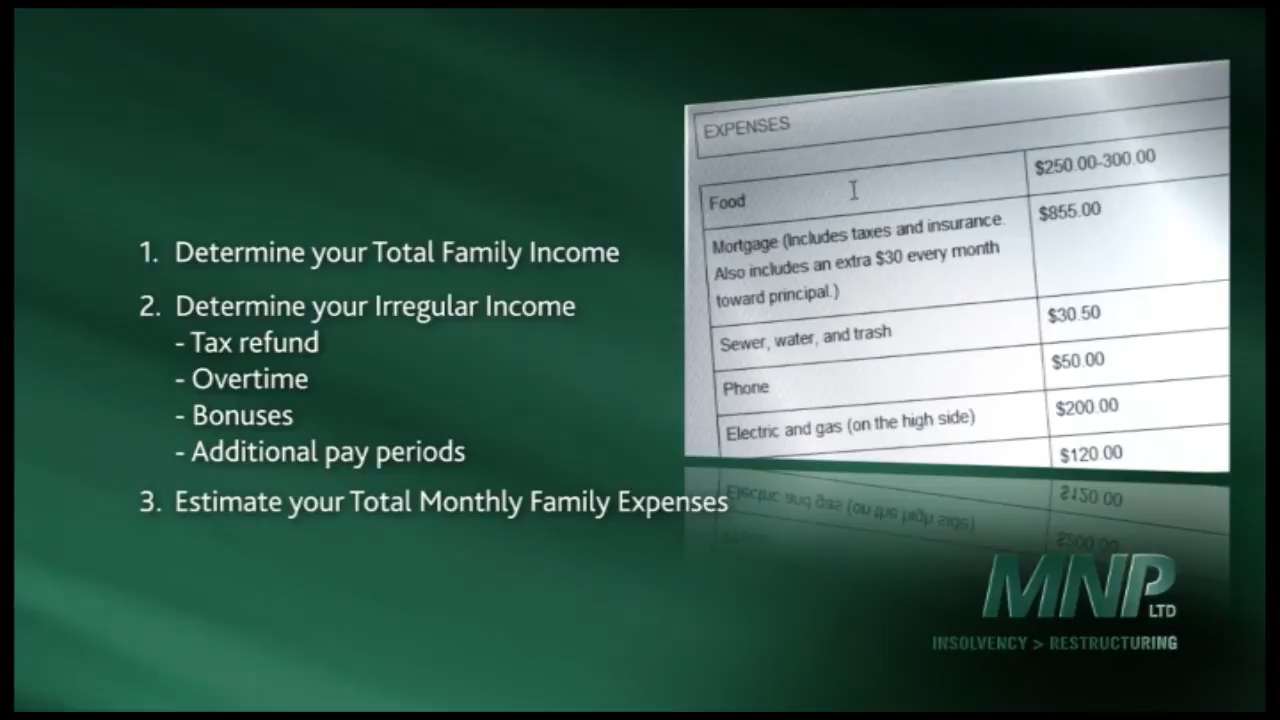 1. Determine your Total Family Income
2. Determine your Irregular Income
- Tax refund
- Overtime
- Bonuses
- Additional pay periods
3. Estimate your Total Monthly Family Expenses
EXPENSES
Food $250.00-300.00
Mortgage (Includes taxes and insurance. $855.00
Also includes an extra $30 every month
toward principal.)
Sewer, water, and trash $30.50
Phone $50.00
Electric and gas (on the high side) $200.00
$120.00
MNP
LTD
INSOLVENCY > RESTRUCTURING